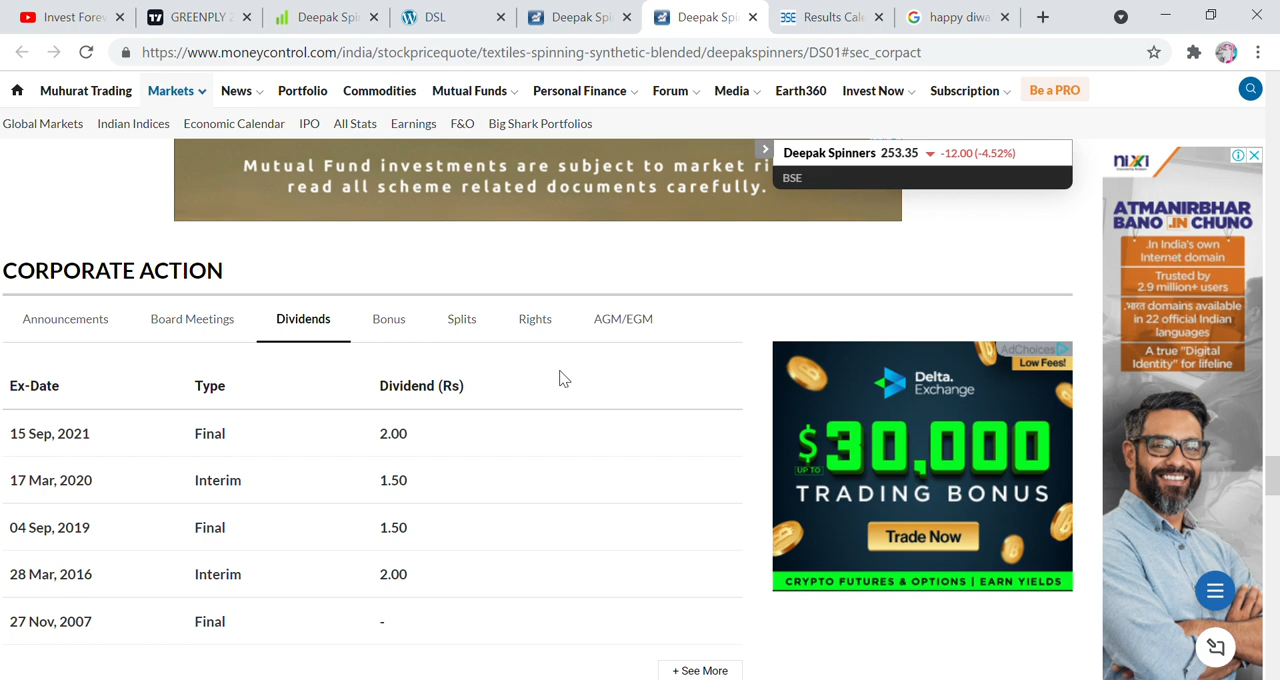 Invest Fore
GREENPLY 2
Deepak Spi
DSL
Deepak Spi
Deepak Spi
Results Cale
happy diwa
https://www.moneycontrol.com/india/stockpricequote/textiles-spinning-synthetic-blended/deepakspinners/DS01#sec_corpact
Muhurat Trading Markets News Portfolio Commodities Mutual Funds Personal Finance Forum Media Earth360 Invest Now Subscription Be a PRO
Global Markets Indian Indices Economic Calendar IPO All Stats Earnings F&O Big Shark Portfolios
Mutual Fund investments are subject to market ri
read all scheme related documents carefully.
Deepak Spinners 253.35 -12.00 (-4.52%)
BSE
CORPORATE ACTION
Announcements Board Meetings Dividends Bonus Splits Rights AGM/EGM
Ex-Date Type Dividend (Rs)
15 Sep, 2021 Final 2.00
17 Mar, 2020 Interim 1.50
04 Sep, 2019 Final 1.50
28 Mar, 2016 Interim 2.00
27 Nov, 2007 Final -
+ See More
AdChoices
Low Fees!
Delta.
Exchange
$30,000
UP TO
TRADING BONUS
Trade Now
CRYPTO FUTURES & OPTIONS | EARN YIELDS
nixi
ATMANIRBHAR
BANO .IN CHUNO
.In India's own
Internet domain
Trusted by
2.9 million+ users
.भारत domains available
in 22 official Indian
languages
A true "Digital
Identity" for lifeline